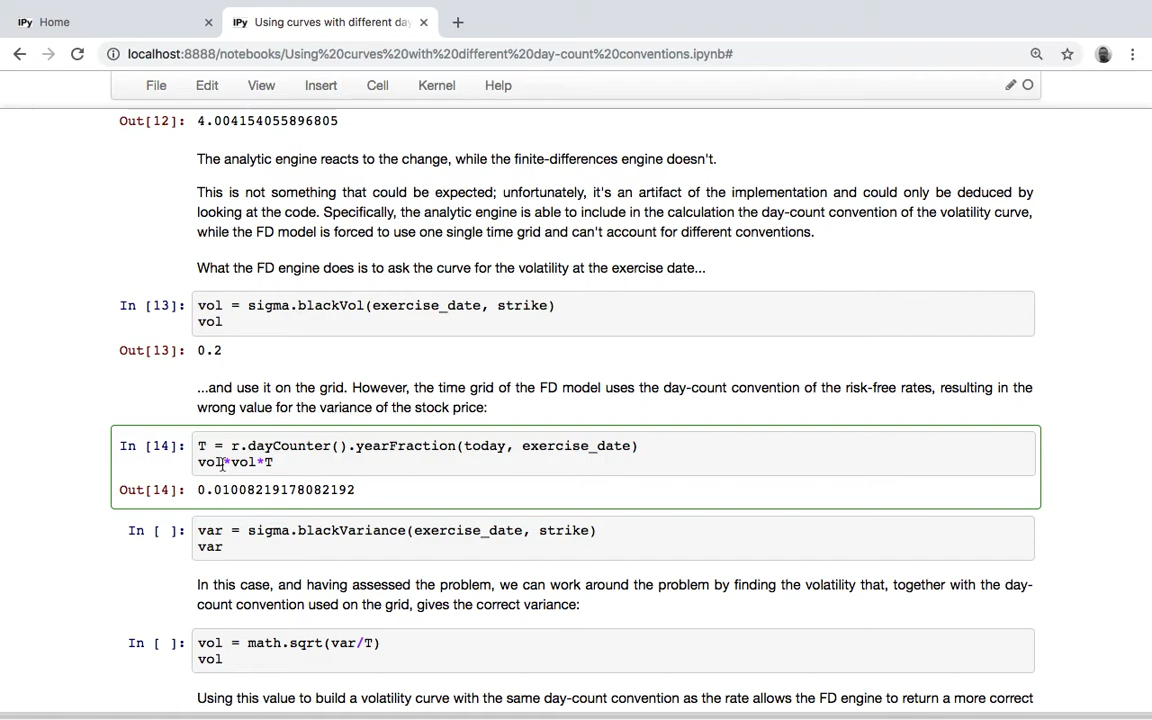 IPy Home ×
IPy Using curves with different da × +
localhost:8888/notebooks/Using%20curves%20with%20different%20day-count%20conventions.ipynb#
File Edit View Insert Cell Kernel Help
Out[12]: 4.004154055896805
The analytic engine reacts to the change, while the finite-differences engine doesn't.
This is not something that could be expected; unfortunately, it's an artifact of the implementation and could only be deduced by
looking at the code. Specifically, the analytic engine is able to include in the calculation the day-count convention of the volatility curve,
while the FD model is forced to use one single time grid and can't account for different conventions.
What the FD engine does is to ask the curve for the volatility at the exercise date...
In [13]: vol = sigma.blackVol(exercise_date, strike)
vol
Out[13]: 0.2
...and use it on the grid. However, the time grid of the FD model uses the day-count convention of the risk-free rates, resulting in the
wrong value for the variance of the stock price:
In [14]: T = r.dayCounter().yearFraction(today, exercise_date)
vol*vol*T
Out[14]: 0.01008219178082192
In [ ]: var = sigma.blackVariance(exercise_date, strike)
var
In this case, and having assessed the problem, we can work around the problem by finding the volatility that, together with the day-
count convention used on the grid, gives the correct variance:
In [ ]: vol = math.sqrt(var/T)
vol
Using this value to build a volatility curve with the same day-count convention as the rate allows the FD engine to return a more correct